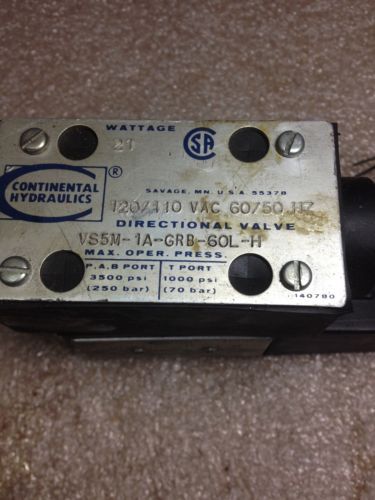 WATTAGE
21
CSA
CONTINENTAL
HYDRAULICS
®
SAVAGE, MN. U.S.A. 55378
120/110 VAC 60/50 HZ
DIRECTIONAL VALVE
VS5M-1A-GRB-60L-H
MAX. OPER. PRESS.
P.A.B PORT
3500 psi
(250 bar)
T PORT
1000 psi
(70 bar)
140780